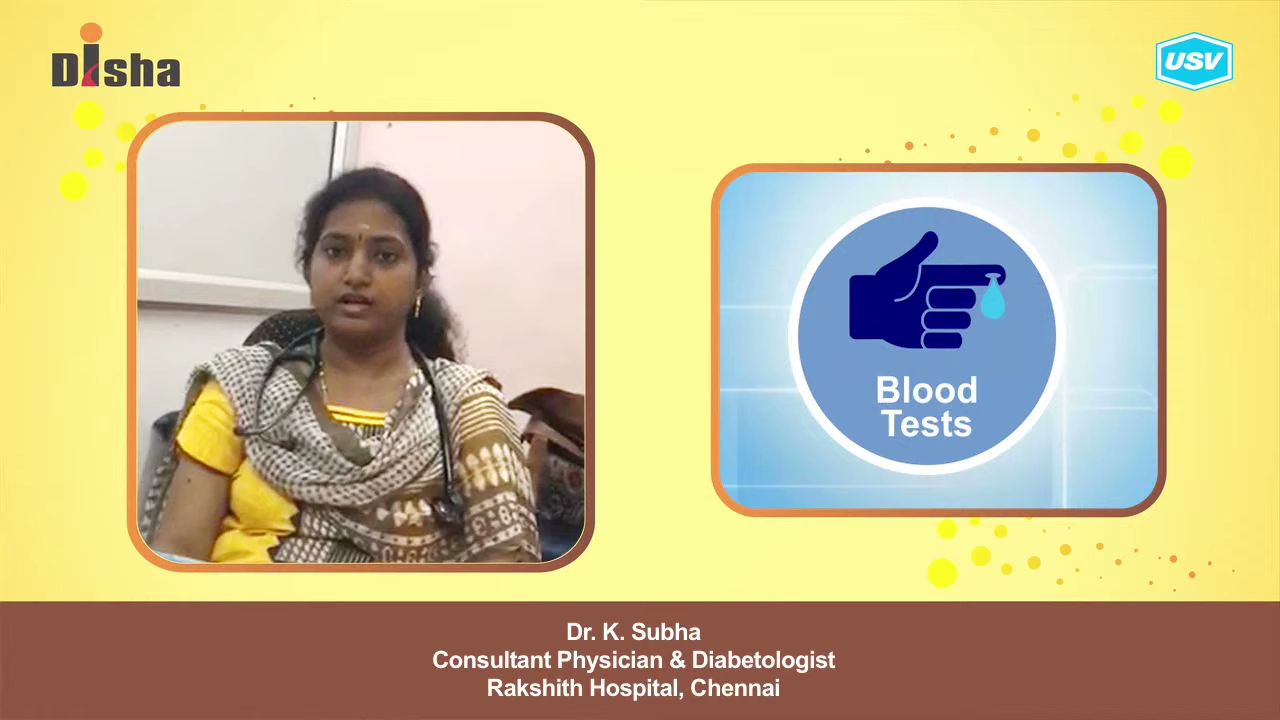 Disha
USV
Blood
Tests
Dr. K. Subha
Consultant Physician & Diabetologist
Rakshith Hospital, Chennai